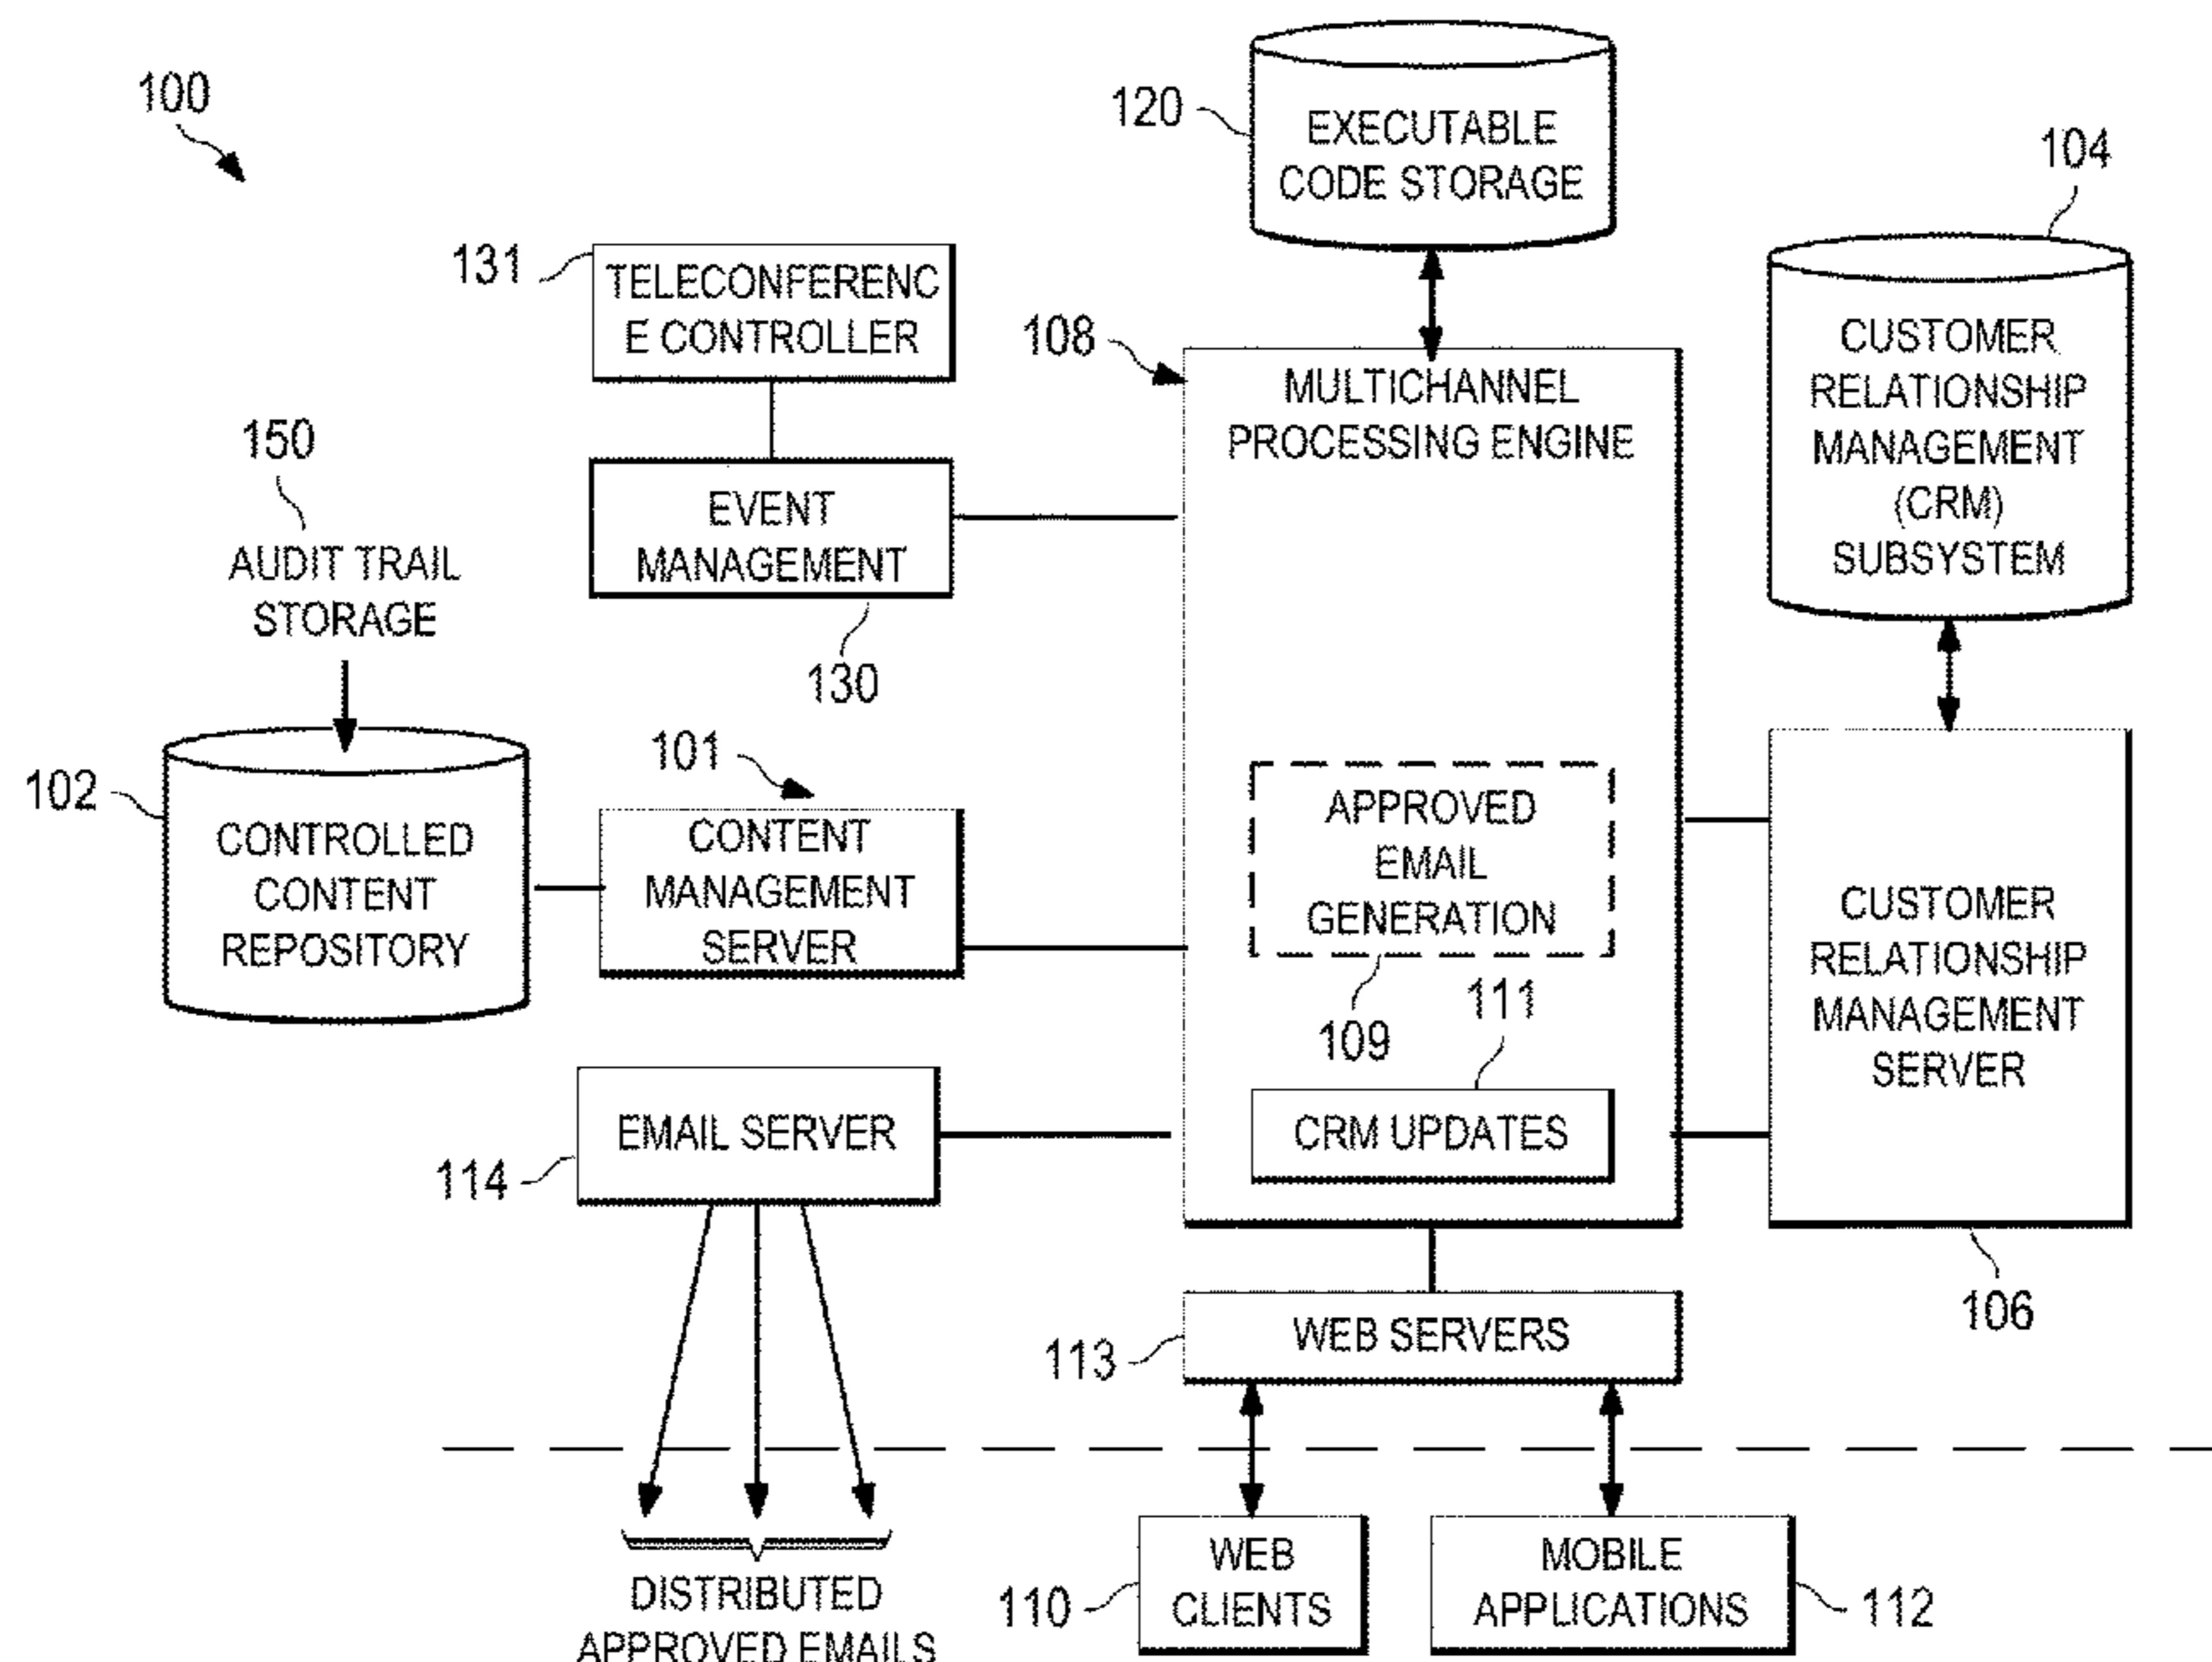 100
120
EXECUTABLE
CODE STORAGE
104
131
TELECONFERENC
E CONTROLLER
108
MULTICHANNEL
PROCESSING ENGINE
CUSTOMER
RELATIONSHIP
MANAGEMENT
(CRM)
SUBSYSTEM
150
AUDIT TRAIL
STORAGE
EVENT
MANAGEMENT
130
102
CONTROLLED
CONTENT
REPOSITORY
101
CONTENT
MANAGEMENT
SERVER
APPROVED
EMAIL
GENERATION
109
111
CRM UPDATES
CUSTOMER
RELATIONSHIP
MANAGEMENT
SERVER
106
EMAIL SERVER
114
WEB SERVERS
113
DISTRIBUTED
APPROVED EMAILS
WEB
CLIENTS
110
MOBILE
APPLICATIONS
112